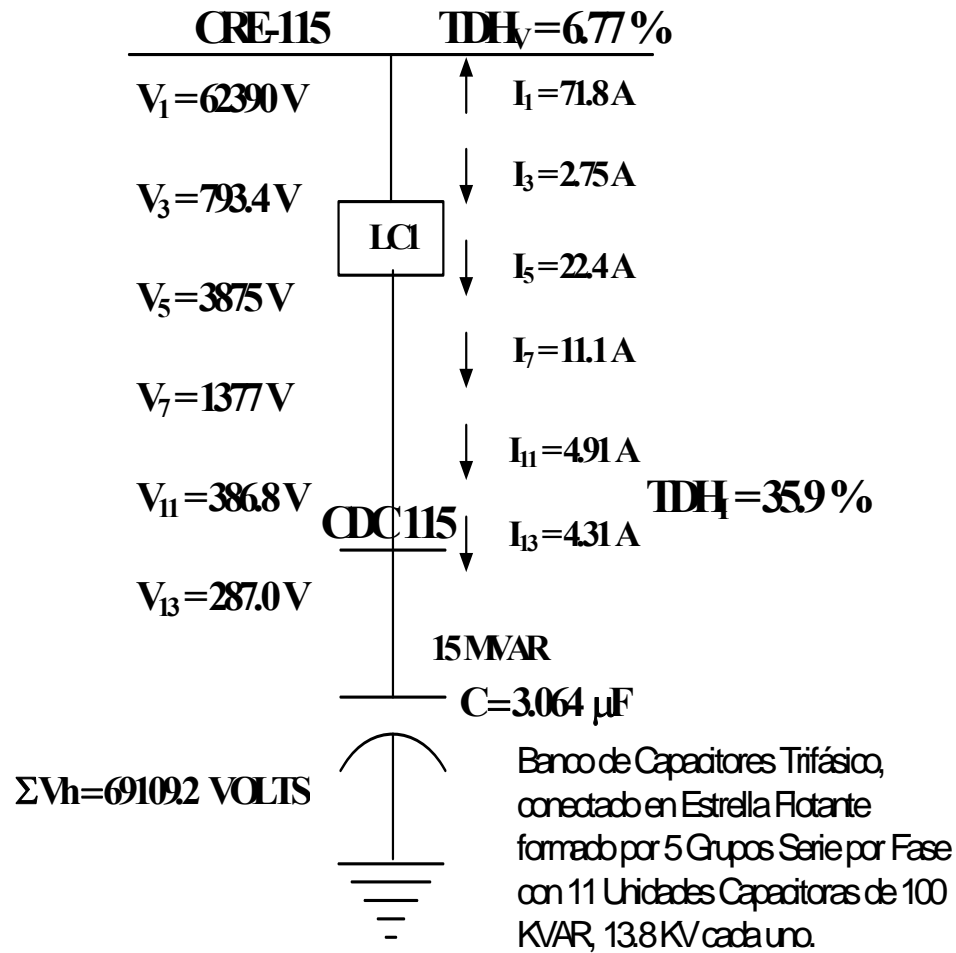 CRE-115 TDH_V=6.77 %
V₁=62390 V
I₁=71.8 A
V₃=793.4 V
I₃=2.75 A
LC1
V₅=3875 V
I₅=22.4 A
V₇=1377 V
I₇=11.1 A
V₁₁=386.8 V
I₁₁=4.91 A
TDH_I=35.9 %
CDC115
I₁₃=4.31 A
V₁₃=287.0 V
15 MVAR
C=3.064 µF
ΣVh=69109.2 VOLTS
Banco de Capacitores Trifásico,
conectado en Estrella Flotante
formado por 5 Grupos Serie por Fase
con 11 Unidades Capacitoras de 100
KVAR, 13.8 KV cada uno.